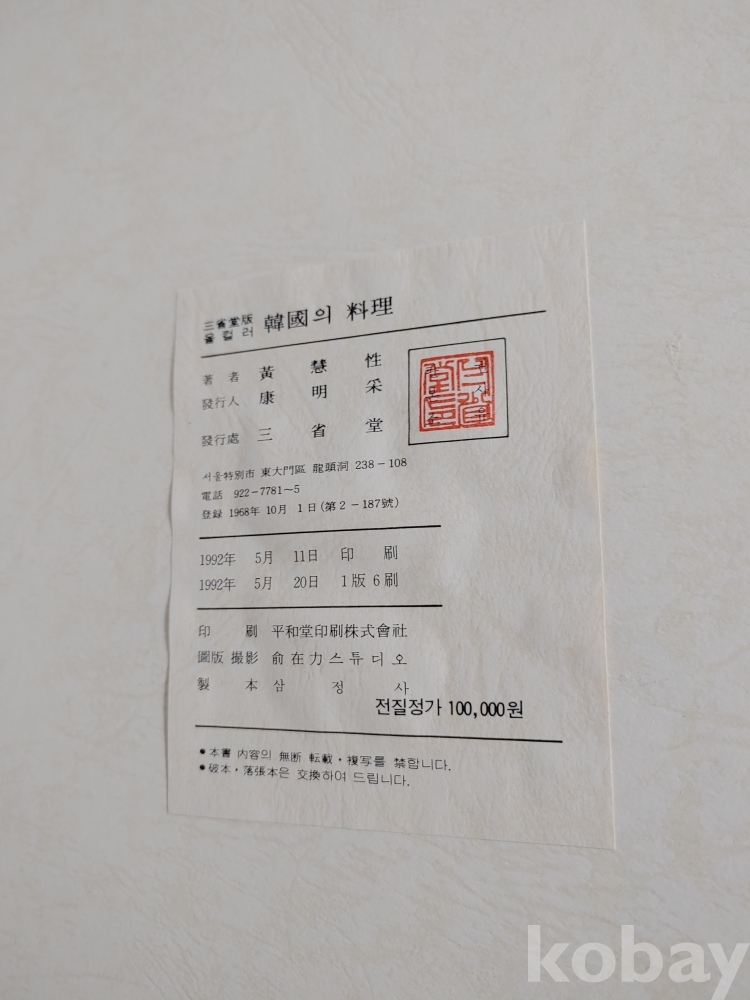 三省堂版
올컬러
韓國의 料理
著者 黃慧性
發行人 康明采
發行處 三省堂
서울特別市 東大門區 龍頭洞 238－108
電話 922－7781～5
登録 1968年 10月 1日(第2－187號)
1992年 5月 11日 印刷
1992年 5月 20日 1版 6刷
印刷 平和堂印刷株式會社
圖版 撮影 俞在力스튜디오
製本 삼정사
전질정가 100,000원
●本書 内容의 無断 転載・複写를 禁합니다.
●破本・落張本은 交換하여 드립니다.
kobay